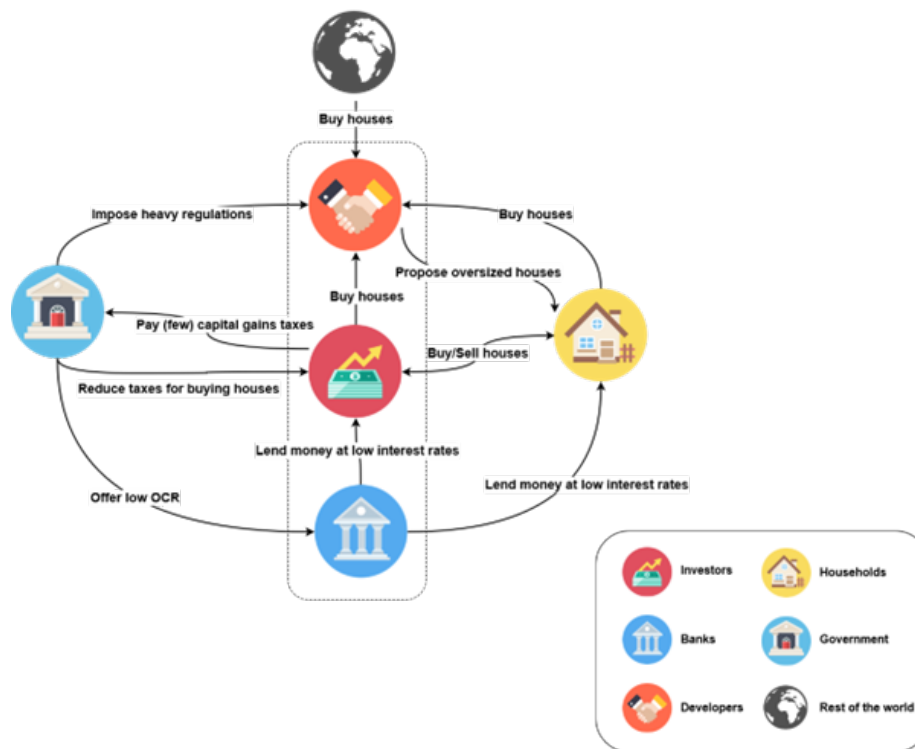 Buy houses
Impose heavy regulations
Buy houses
Propose oversized houses
Buy houses
Pay (few) capital gains taxes
Buy/Sell houses
Reduce taxes for buying houses
Lend money at low interest rates
Lend money at low interest rates
Offer low OCR
Investors
Households
Banks
Government
Developers
Rest of the world